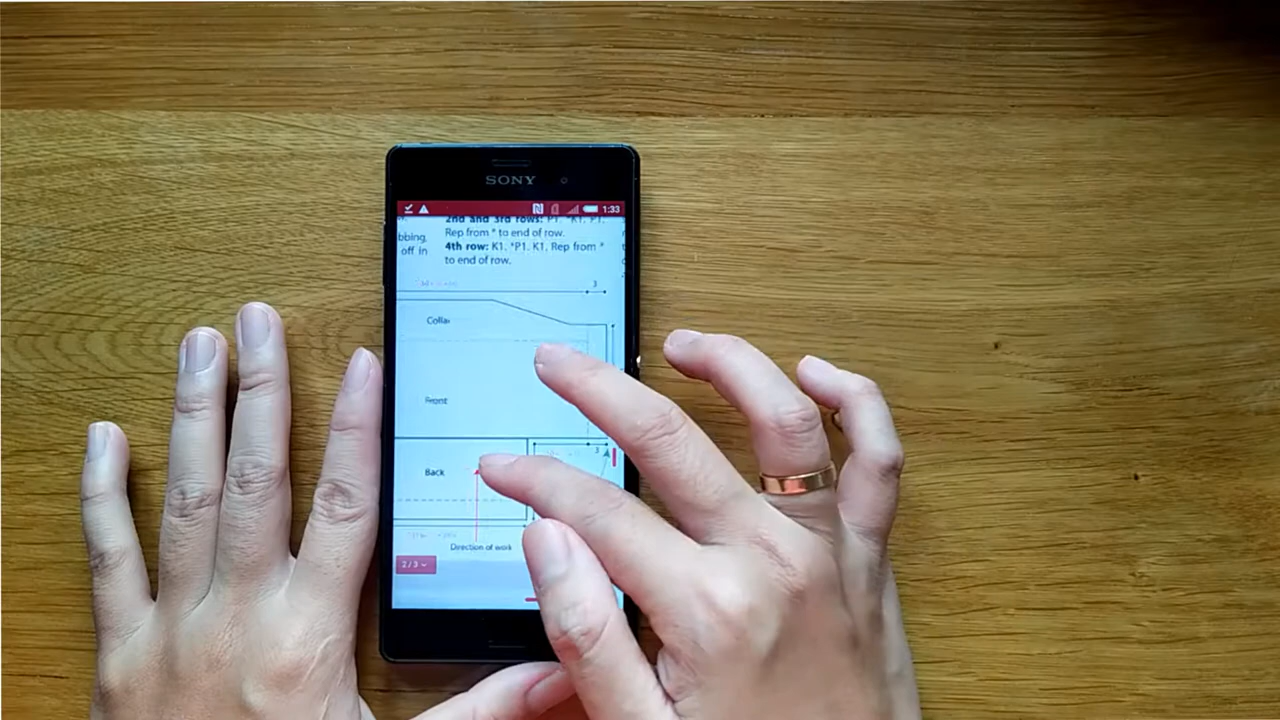 SONY
1:33
2nd and 3rd rows: P1, *K1, P1.
bbing, Rep from * to end of row.
off in 4th row: K1, *P1, K1, Rep from *
to end of row.
3
Colla
Front
3
Back
Direction of work
2/3